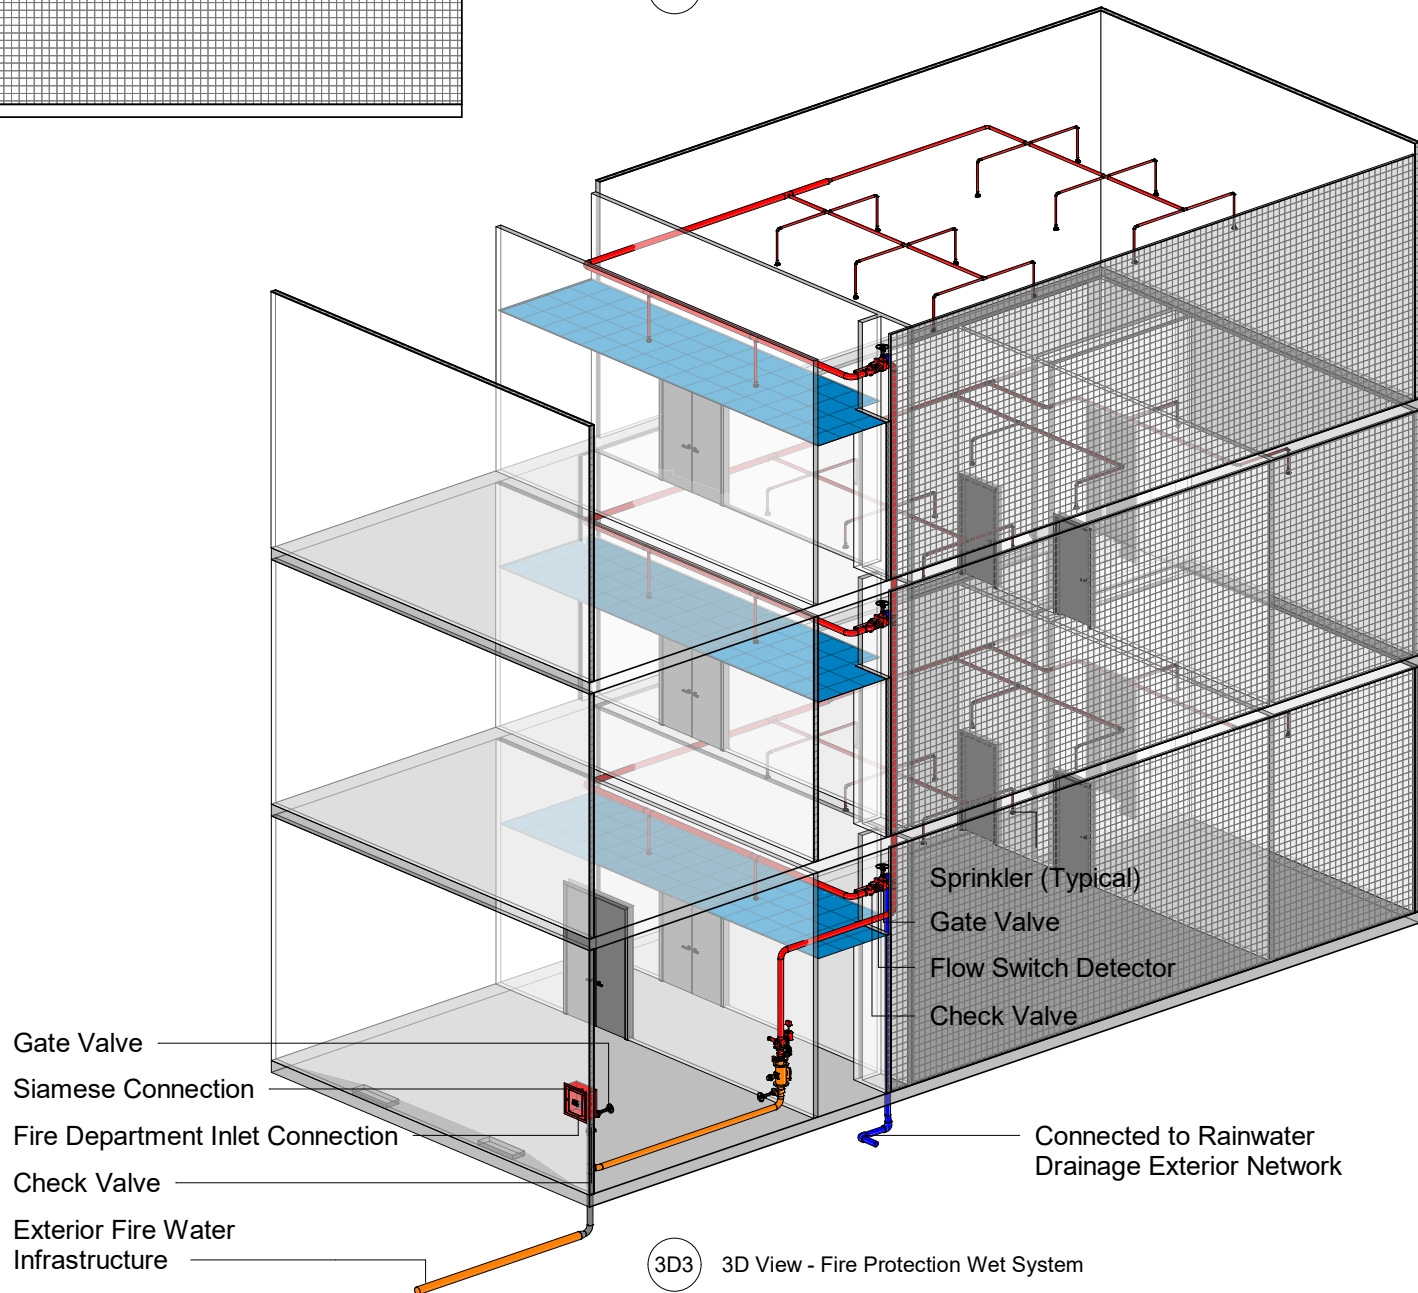 Sprinkler (Typical)
Gate Valve
Flow Switch Detector
Check Valve
Gate Valve
Siamese Connection
Fire Department Inlet Connection
Check Valve
Exterior Fire Water
Infrastructure
Connected to Rainwater
Drainage Exterior Network
3D3 3D View - Fire Protection Wet System